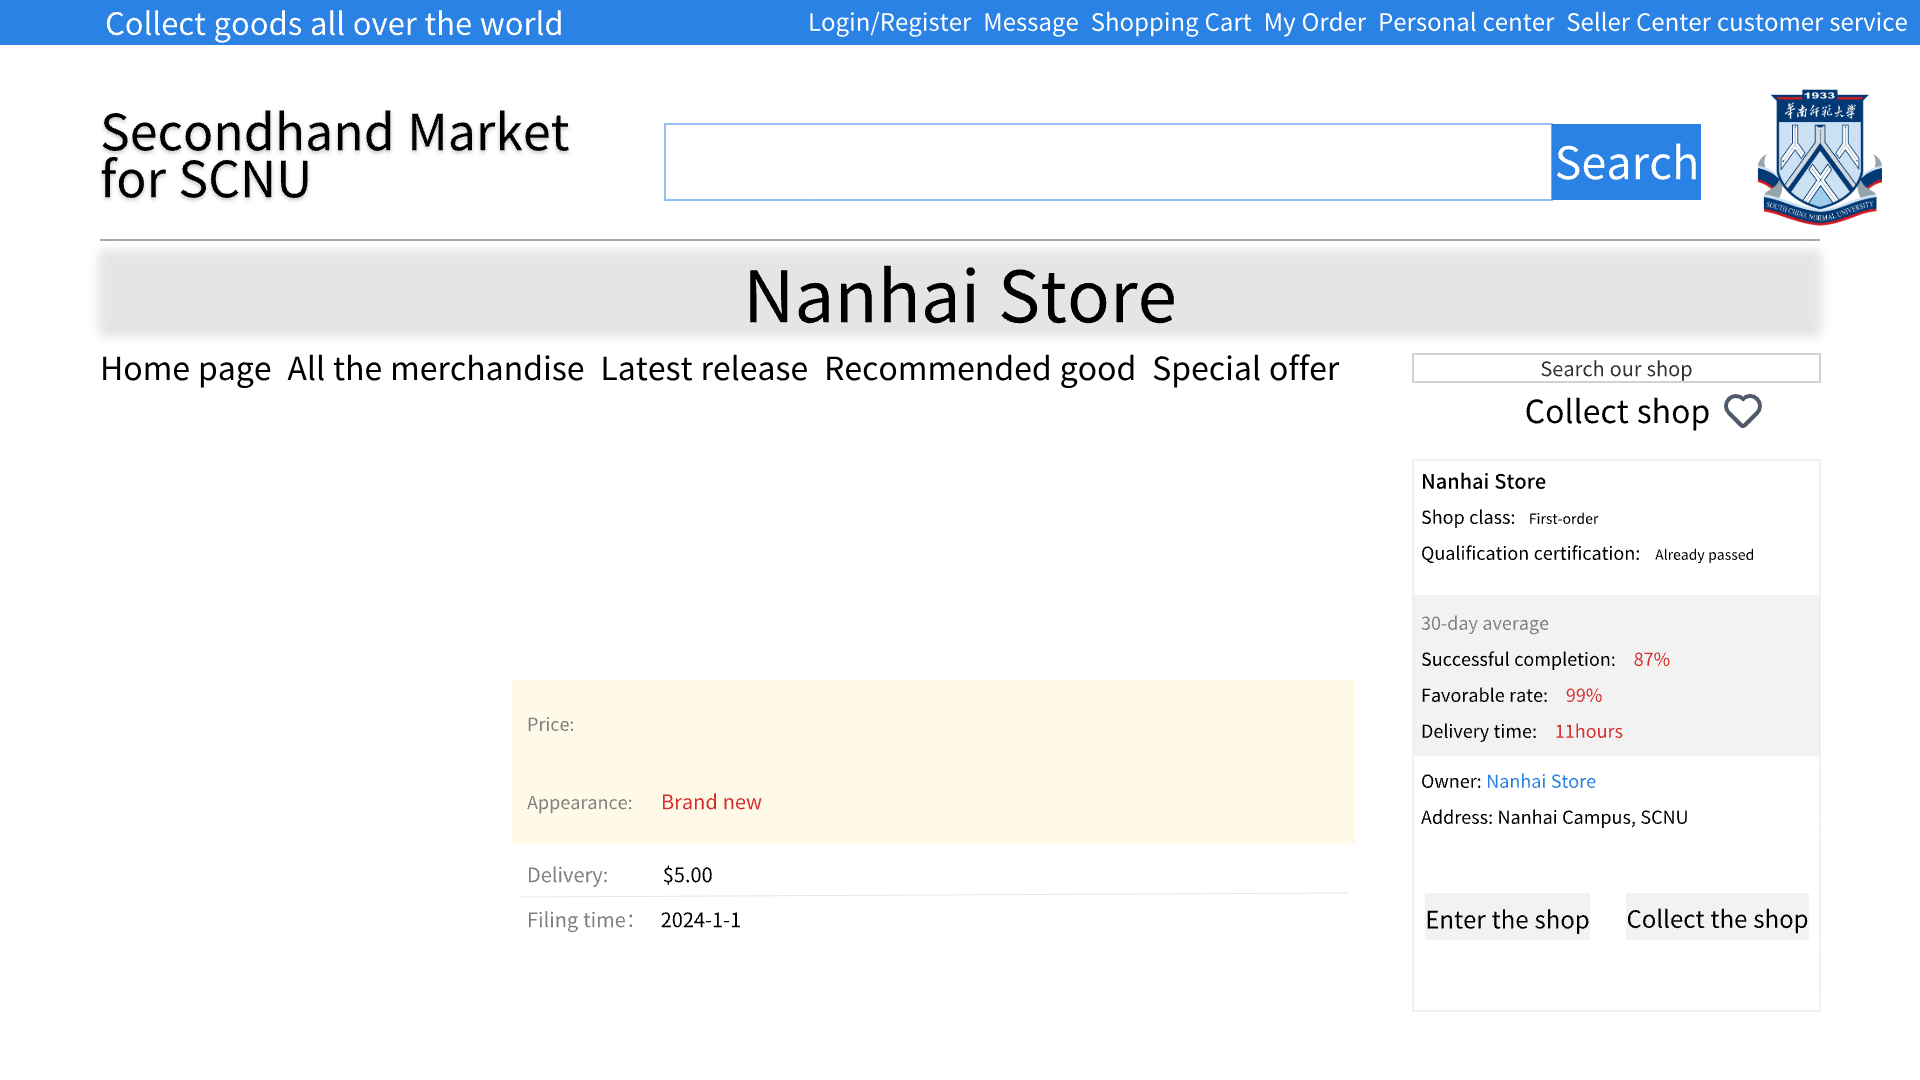 Collect goods all over the world
Login/Register Message Shopping Cart My Order Personal center Seller Center customer service
Secondhand Market
for SCNU
Search
1933
華南师范大学
SOUTH CHINA NORMAL UNIVERSITY
Nanhai Store
Home page All the merchandise Latest release Recommended good Special offer
Search our shop
Collect shop
Nanhai Store
Shop class: First-order
Qualification certification: Already passed
30-day average
Successful completion: 87%
Favorable rate: 99%
Delivery time: 11hours
Owner: Nanhai Store
Address: Nanhai Campus, SCNU
Enter the shop
Collect the shop
Price:
Appearance: Brand new
Delivery: $5.00
Filing time： 2024-1-1